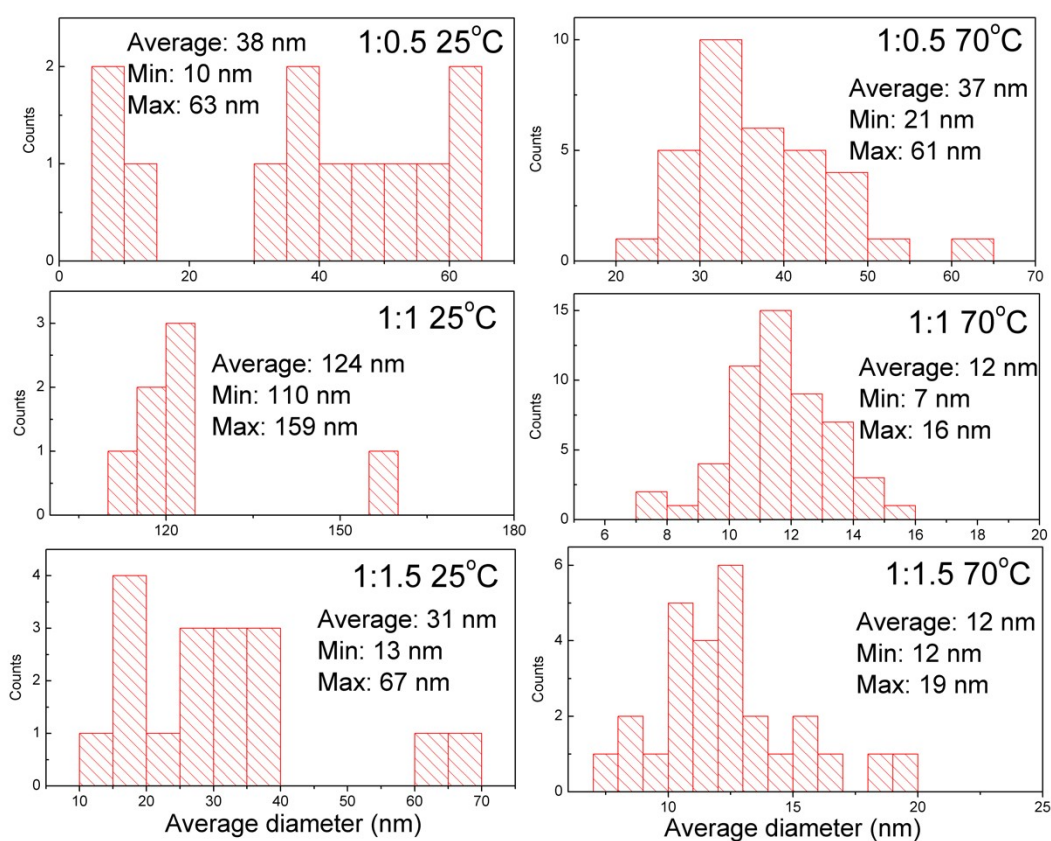 1:0.5 25°C
Average: 38 nm
Min: 10 nm
Max: 63 nm
Counts
2
1
0
0 20 40 60
1:0.5 70°C
Average: 37 nm
Min: 21 nm
Max: 61 nm
Counts
10
5
0
20 30 40 50 60 70
1:1 25°C
Average: 124 nm
Min: 110 nm
Max: 159 nm
Counts
3
2
1
0
120 150 180
1:1 70°C
Average: 12 nm
Min: 7 nm
Max: 16 nm
Counts
15
10
5
0
6 8 10 12 14 16 18 20
1:1.5 25°C
Average: 31 nm
Min: 13 nm
Max: 67 nm
Counts
4
3
2
1
0
10 20 30 40 50 60 70
Average diameter (nm)
1:1.5 70°C
Average: 12 nm
Min: 12 nm
Max: 19 nm
Counts
6
4
2
0
10 15 20 25
Average diameter (nm)